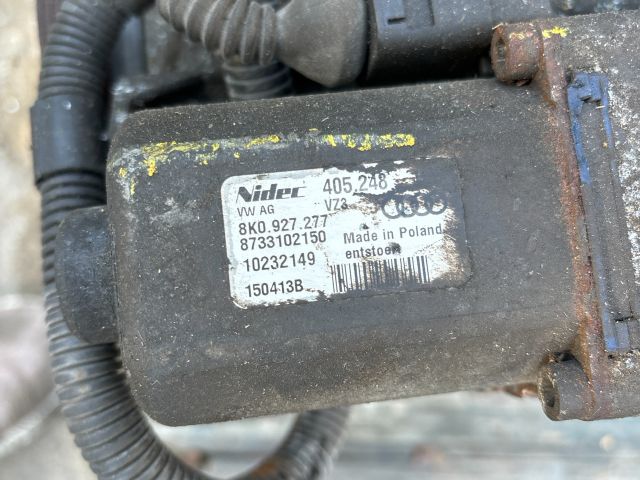 Nidec 405.248
VW AG VZ3
8K0.927.277
8733102150 Made in Poland
10232149 entstoert
150413B